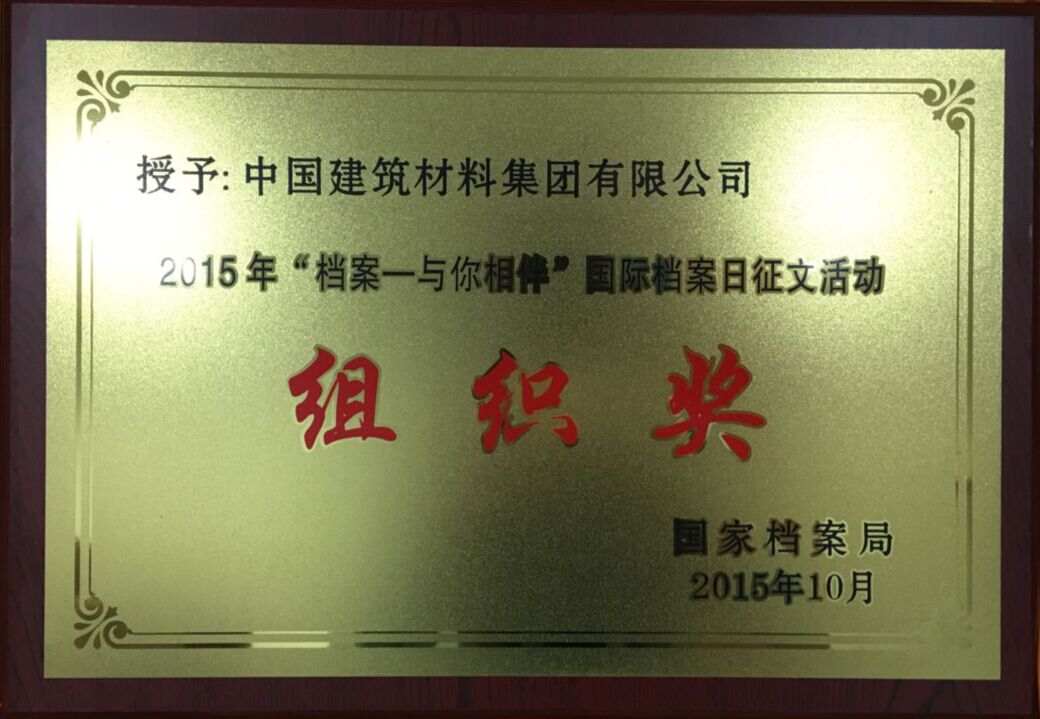 授予:中国建筑材料集团有限公司
2015年“档案—与你相伴”国际档案日征文活动
组织奖
国家档案局
2015年10月